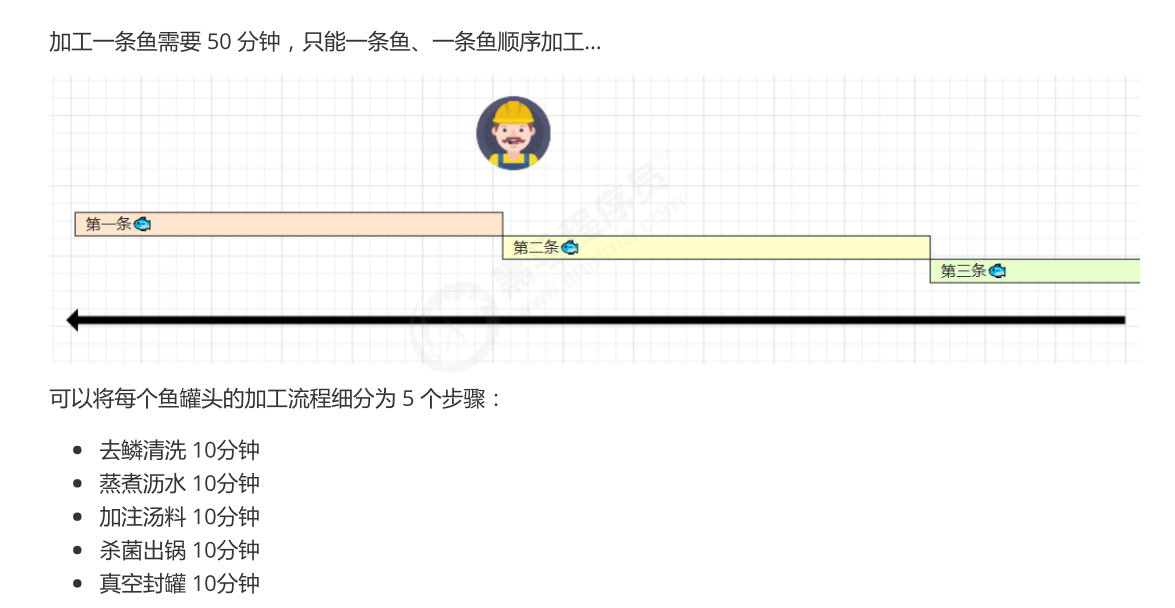 加工一条鱼需要 50 分钟，只能一条鱼、一条鱼顺序加工...
第一条🐟
第二条🐟
第三条🐟
可以将每个鱼罐头的加工流程细分为 5 个步骤：
• 去鳞清洗 10分钟
• 蒸煮沥水 10分钟
• 加注汤料 10分钟
• 杀菌出锅 10分钟
• 真空封罐 10分钟